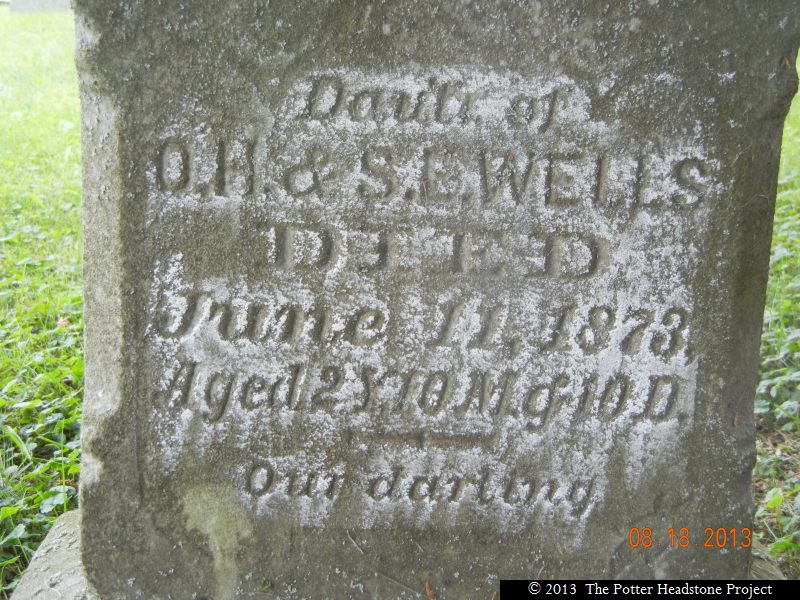 Dau'tr. of
O.H. & S.E. WELLS
DIED
June 11, 1873,
Aged 2 Y. 10 M. & 10 D.
Our darling
08.18 2013
© 2013 The Potter Headstone Project